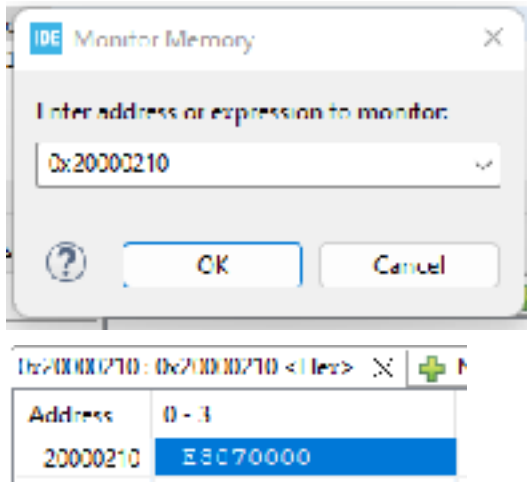 IDE Monitor Memory
Enter address or expression to monitor:
0x20000210
? OK Cancel
0x20000210 : 0x20000210 <Hex>
Address 0 - 3
20000210 E8070000